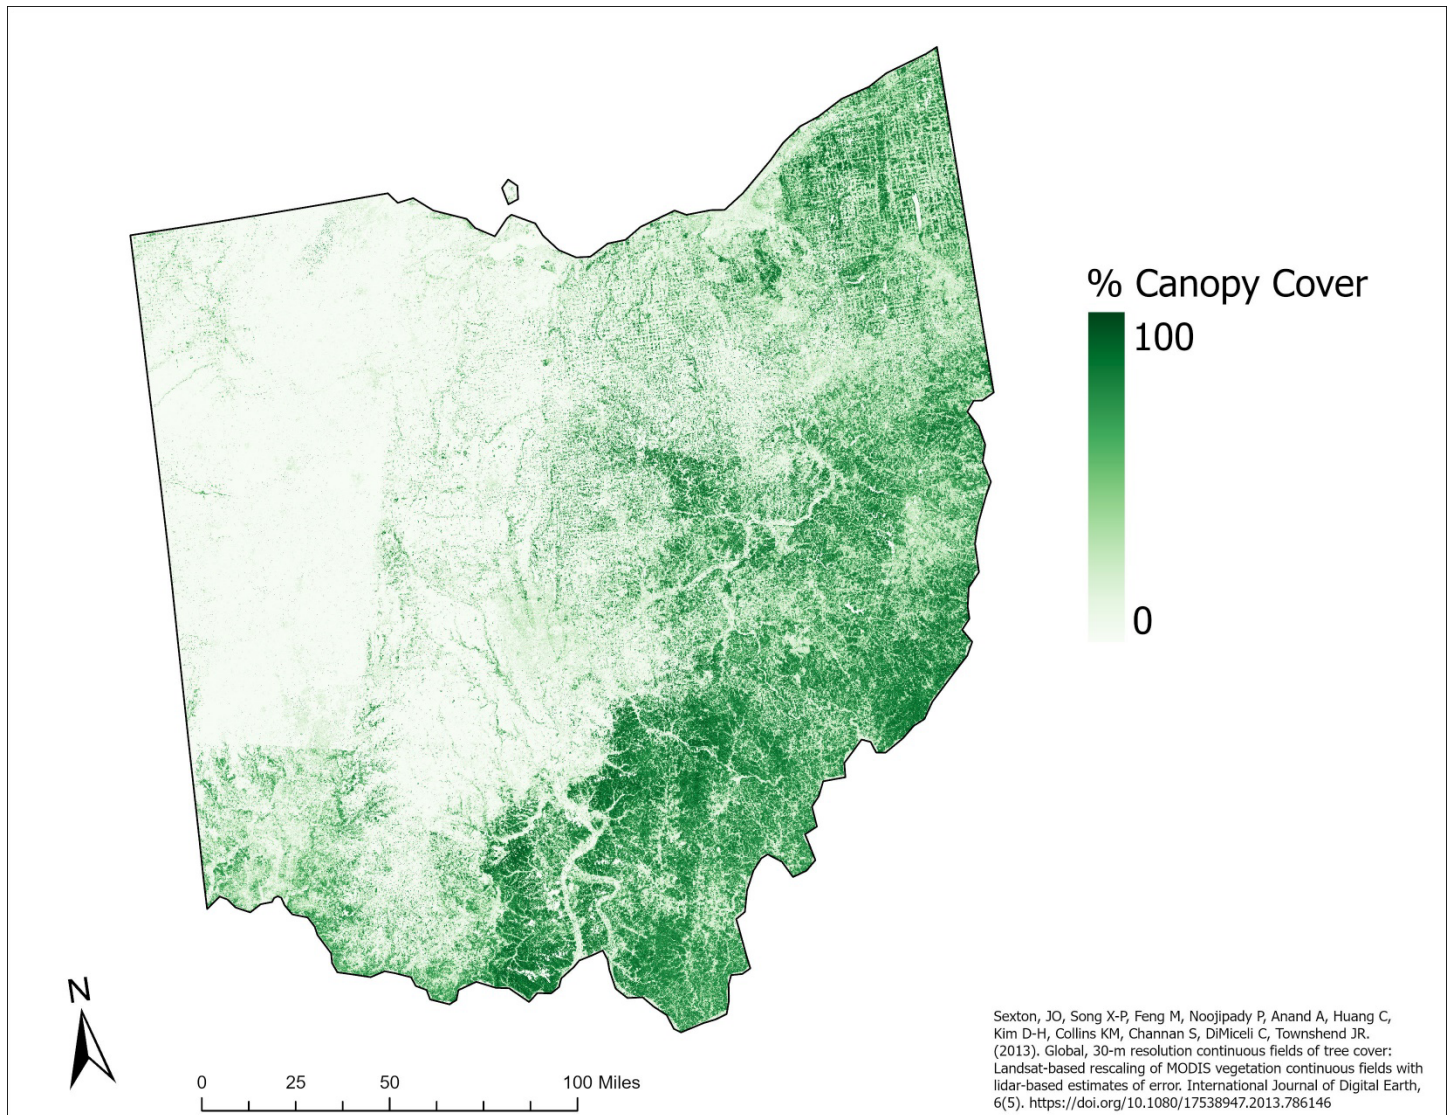 % Canopy Cover
100
0
N
0 25 50 100 Miles
Sexton, JO, Song X-P, Feng M, Noojipady P, Anand A, Huang C,
Kim D-H, Collins KM, Channan S, DiMiceli C, Townshend JR.
(2013). Global, 30-m resolution continuous fields of tree cover:
Landsat-based rescaling of MODIS vegetation continuous fields with
lidar-based estimates of error. International Journal of Digital Earth,
6(5). https://doi.org/10.1080/17538947.2013.786146